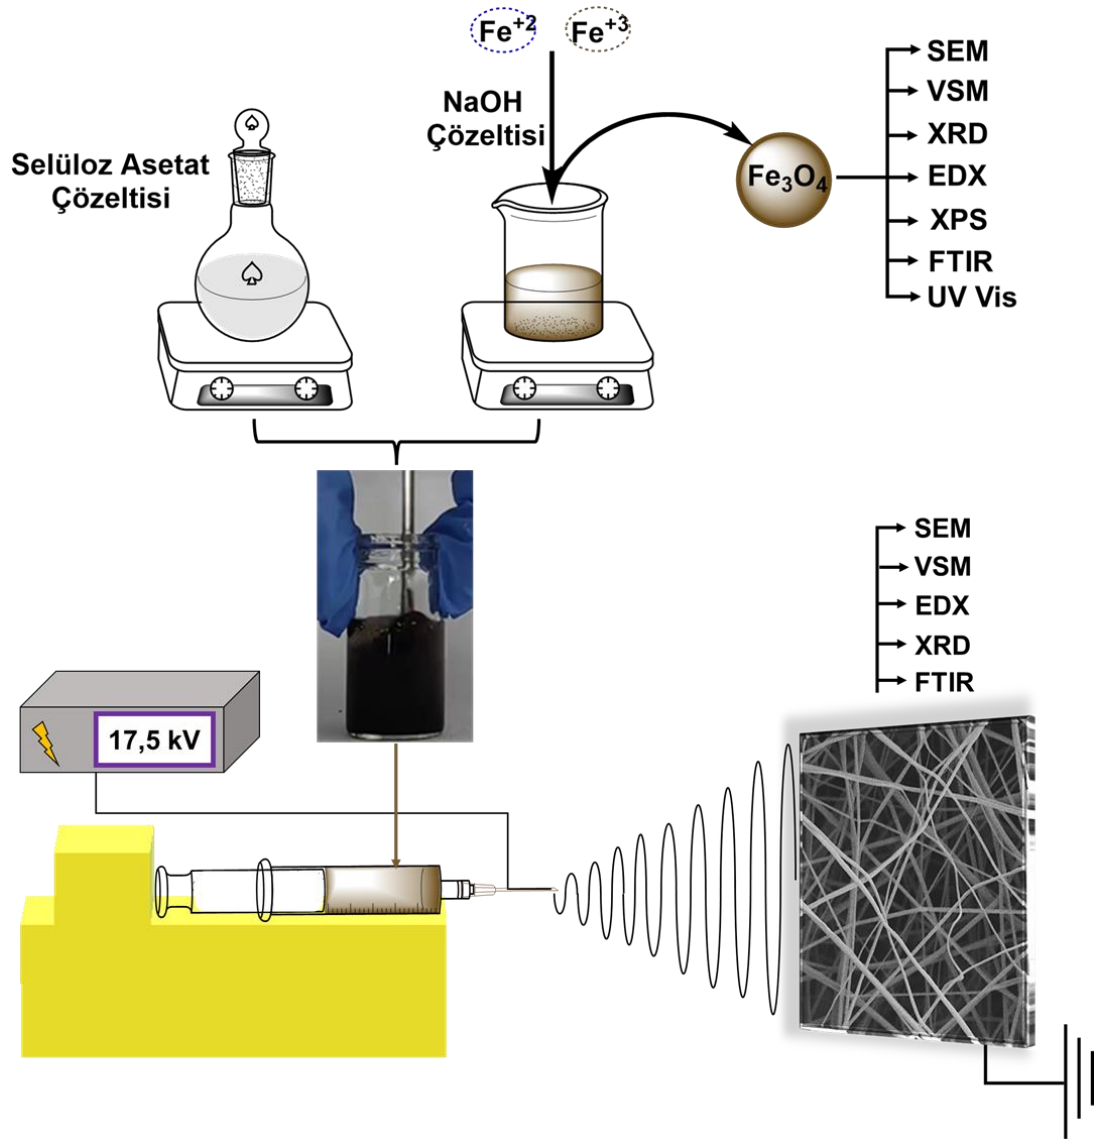 Fe+2 Fe+3
NaOH
Çözeltisi
Selüloz Asetat
Çözeltisi
Fe3O4
SEM
VSM
XRD
EDX
XPS
FTIR
UV Vis
SEM
VSM
EDX
XRD
FTIR
17,5 kV